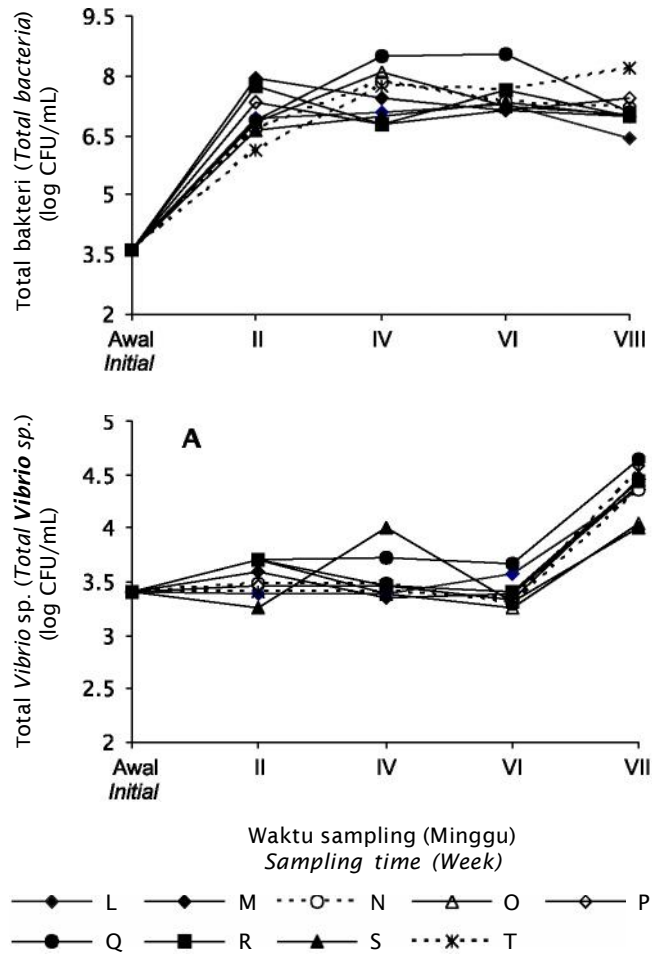 Total bakteri (Total bacteria)
(log CFU/mL)
9.5
8
6.5
5
3.5
2
Awal II IV VI VIII
Initial
Total Vibrio sp. (Total Vibrio sp.)
(log CFU/mL)
A
5
4.5
4
3.5
3
2.5
2
Awal II IV VI VII
Initial
Waktu sampling (Minggu)
Sampling time (Week)
L M N O P
Q R S T